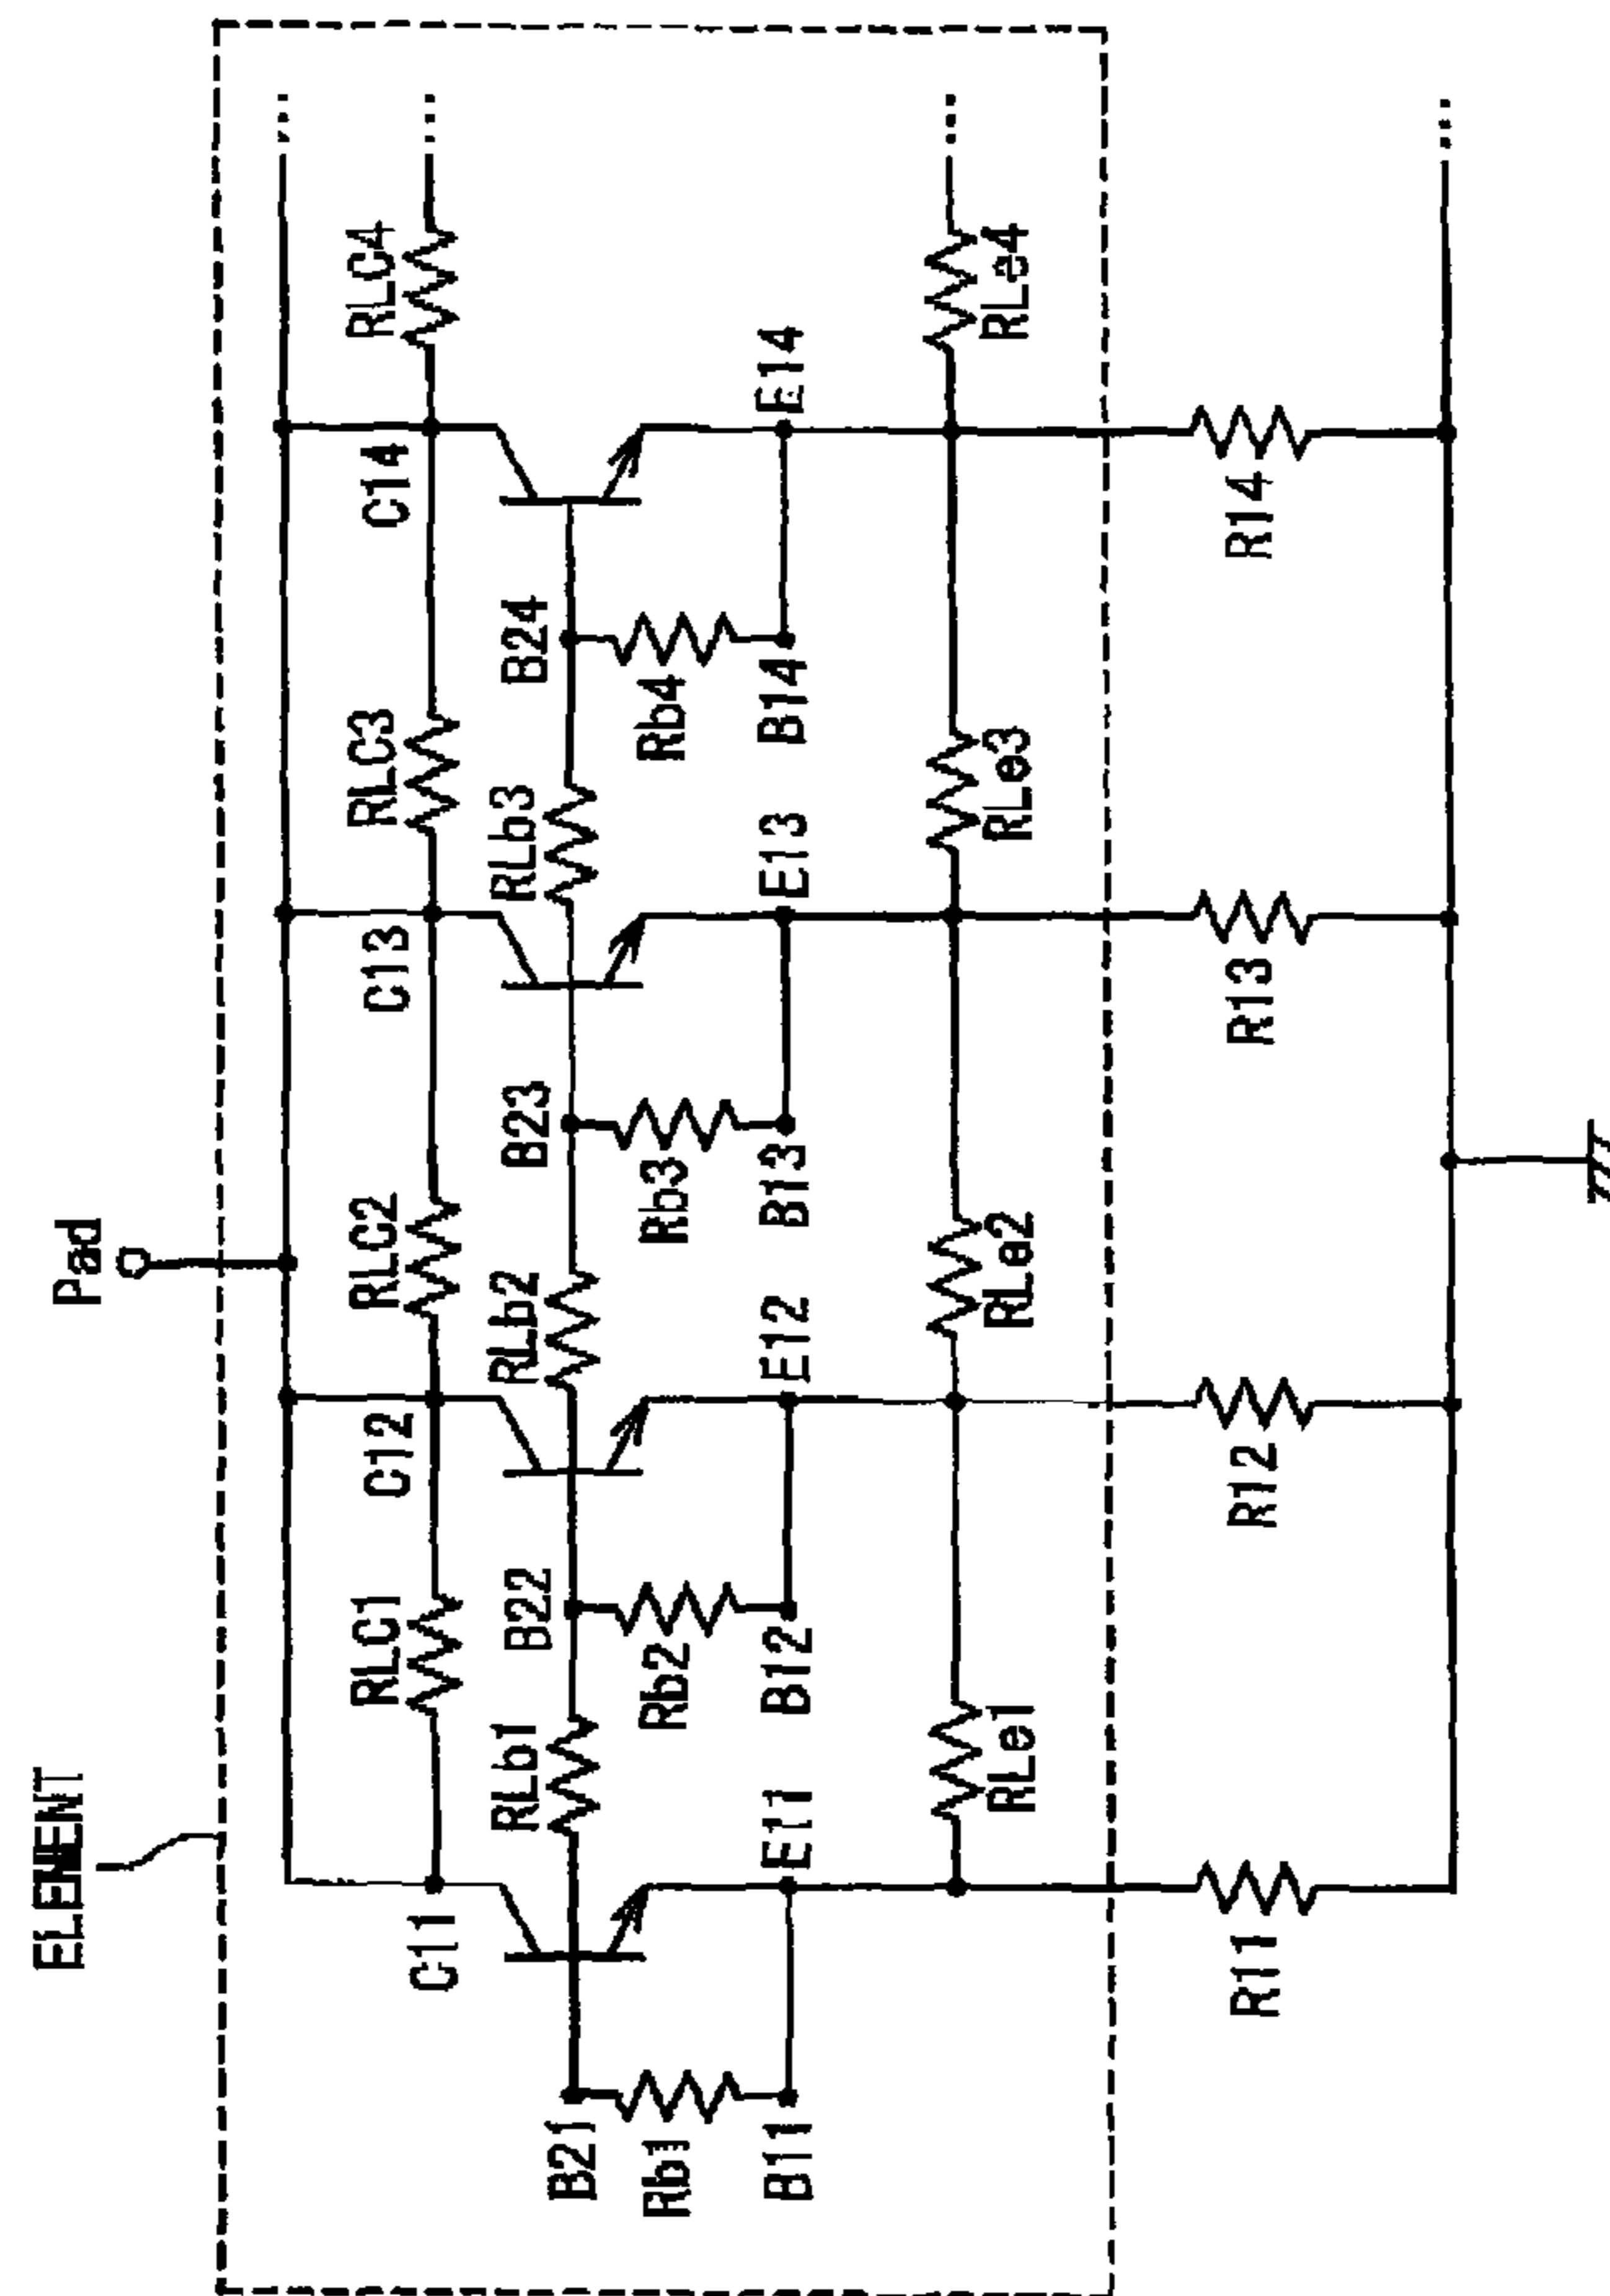 ELEMENT
Pad
RLC1
RLC2
RLC3
RLC4
C11
C12
C13
C14
RLb1
RLb2
RLb3
B21
B22
B23
B24
Rb1
Rb2
Rb3
Rb4
B11
E11
B12
E12
B13
E13
B14
E14
RLe1
RLe2
RLe3
RLe4
R11
R12
R13
R14